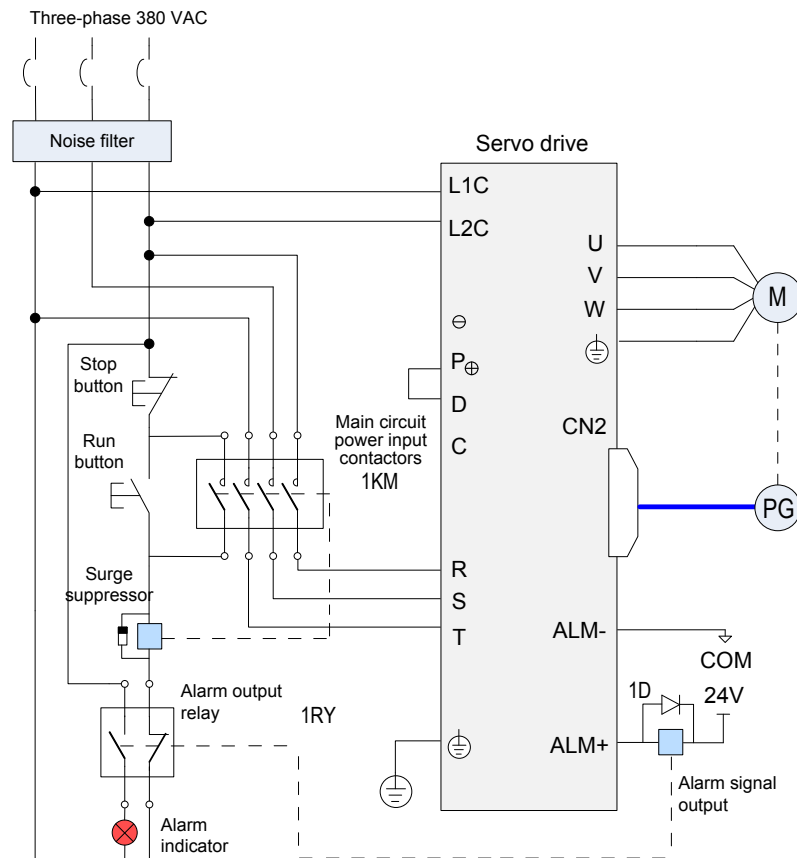 Three-phase 380 VAC
Noise filter
Servo drive
L1C
L2C
U
V
W
M
⊖
P⊕
D
C
Stop
button
Run
button
Main circuit
power input
contactors
1KM
CN2
PG
R
S
T
Surge
suppressor
ALM-
COM
24V
1D
ALM+
Alarm signal
output
Alarm output
relay
1RY
Alarm
indicator